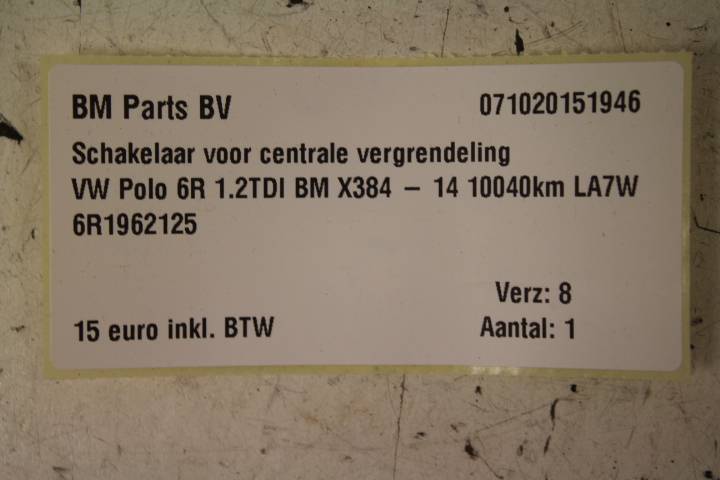 BM Parts BV 071020151946
Schakelaar voor centrale vergrendeling
VW Polo 6R 1.2TDI BM X384 – 14 10040km LA7W
6R1962125
Verz: 8
15 euro inkl. BTW Aantal: 1